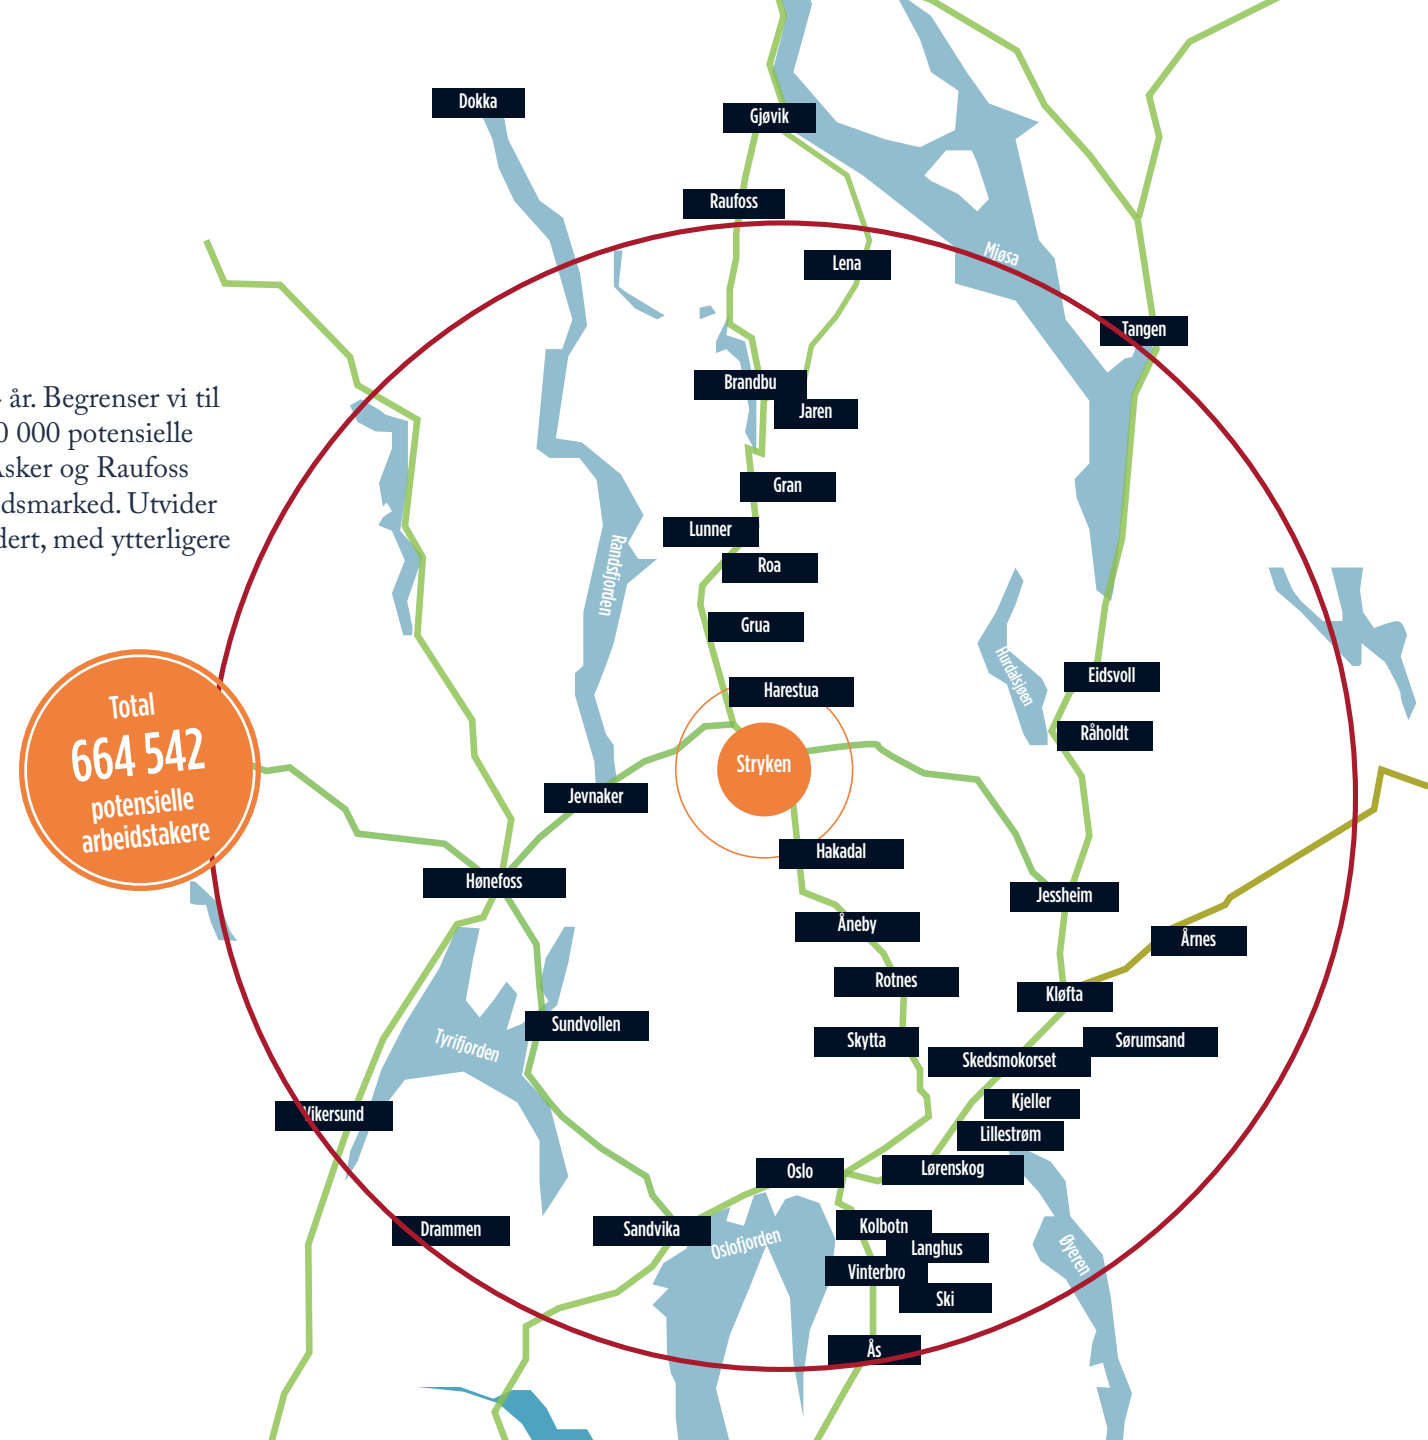 Dokka
Gjøvik
Raufoss
Lena
Mjøsa
Tangen
Brandbu
Jaren
år. Begrenser vi til
000 potensielle
sker og Raufoss
dsmarked. Utvider
dert, med ytterligere
Gran
Lunner
Roa
Randsfjorden
Grua
Hurdalsjøen
Eidsvoll
Harestua
Råholdt
Total
664 542
potensielle
arbeidstakere
Stryken
Jevnaker
Hakadal
Hønefoss
Jessheim
Åneby
Årnes
Rotnes
Kløfta
Sundvollen
Tyrifjorden
Skytta
Sørumsand
Skedsmokorset
Kjeller
Vikersund
Lillestrøm
Oslo
Lørenskog
Drammen
Sandvika
Oslofjorden
Kolbotn
Langhus
Øyeren
Vinterbro
Ski
Ås